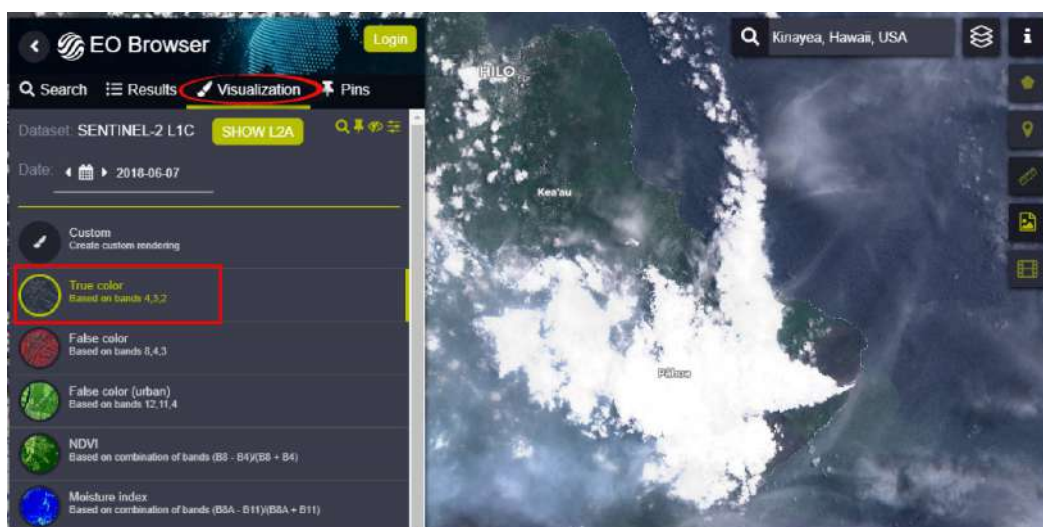 EO Browser
Login
Search Results Visualization Pins
Dataset: SENTINEL-2 L1C SHOW L2A
Date: 2018-06-07
Custom
Create custom rendering
True color
Based on bands 4,3,2
False color
Based on bands 8,4,3
False color (urban)
Based on bands 12,11,4
NDVI
Based on combination of bands (B8 - B4)/(B8 + B4)
Moisture index
Based on combination of bands (B8A - B11)/(B8A + B11)
Kinayea, Hawaii, USA
i
HILO
Kea'au
Pāhoa